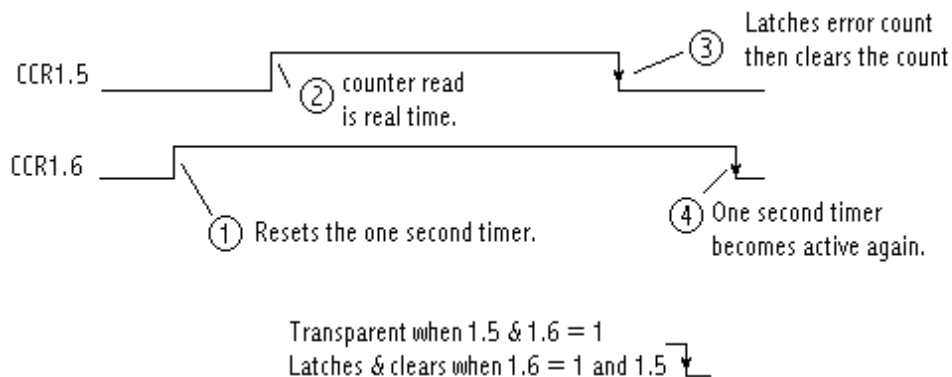 Latches error count
3
then clears the count
CCR1.5
2
counter read
is real time.
CCR1.6
1
Resets the one second timer.
4
One second timer
becomes active again.
Transparent when 1.5 & 1.6 = 1
Latches & clears when 1.6 = 1 and 1.5